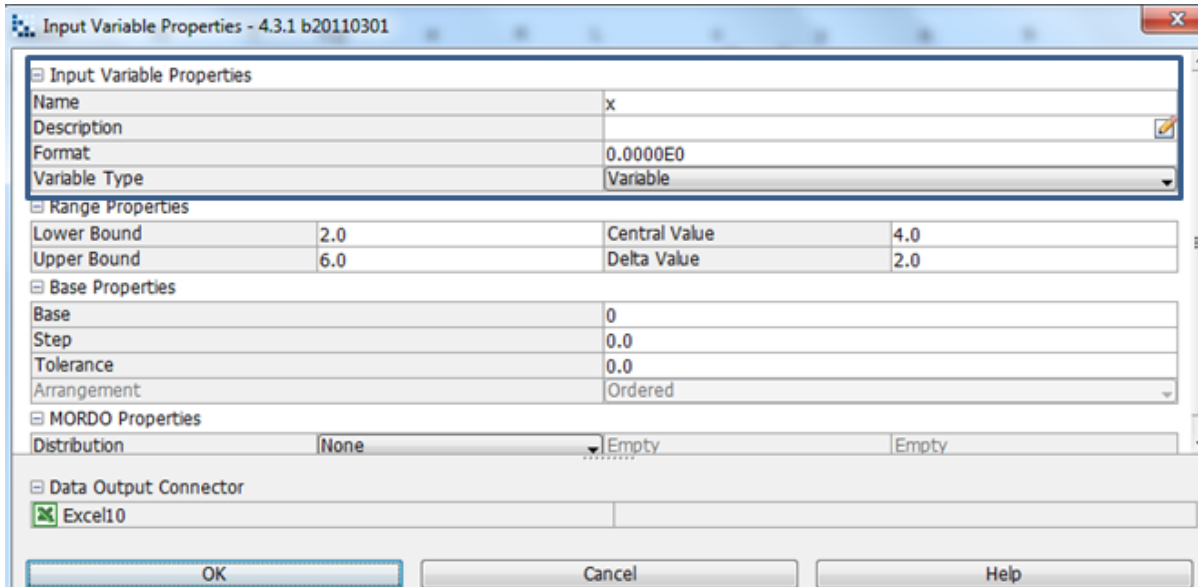 Input Variable Properties - 4.3.1 b20110301
Input Variable Properties
Name x
Description
Format 0.0000E0
Variable Type Variable
Range Properties
Lower Bound 2.0 Central Value 4.0
Upper Bound 6.0 Delta Value 2.0
Base Properties
Base 0
Step 0.0
Tolerance 0.0
Arrangement Ordered
MORDO Properties
Distribution None Empty Empty
Data Output Connector
Excel10
OK Cancel Help